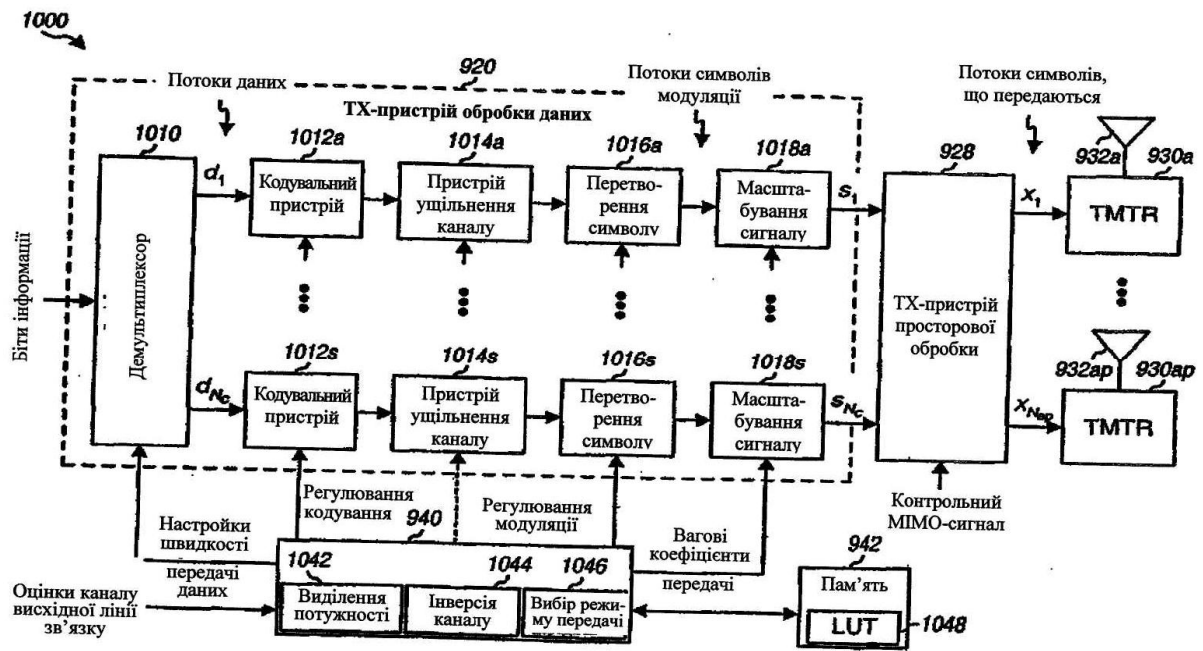 1000
Потоки даних
920
Потоки символів
модуляції
Потоки символів,
що передаються
ТХ-пристрій обробки даних
1010
1012a
1014a
1016a
1018a
928
932a
930a
d1
Кодувальний
пристрій
Пристрій
ущільнення
каналу
Перетво-
рення
символу
Масшта-
бування
сигналу
s1
x1
TMTR
Біти інформації
Демультиплексор
ТХ-пристрій
просторової
обробки
1012s
1014s
1016s
1018s
932ap
930ap
dNc
Кодувальний
пристрій
Пристрій
ущільнення
каналу
Перетво-
рення
символу
Масшта-
бування
сигналу
sNc
xNap
TMTR
Регулювання
кодування
Регулювання
модуляції
Контрольний
МІМО-сигнал
Настройки
швидкості
передачі
даних
940
Вагові
коефіцієнти
передачі
942
1042
1044
1046
Пам’ять
Оцінки каналу
висхідної лінії
зв’язку
Виділення
потужності
Інверсія
каналу
Вибір режи-
му передачі
LUT
1048